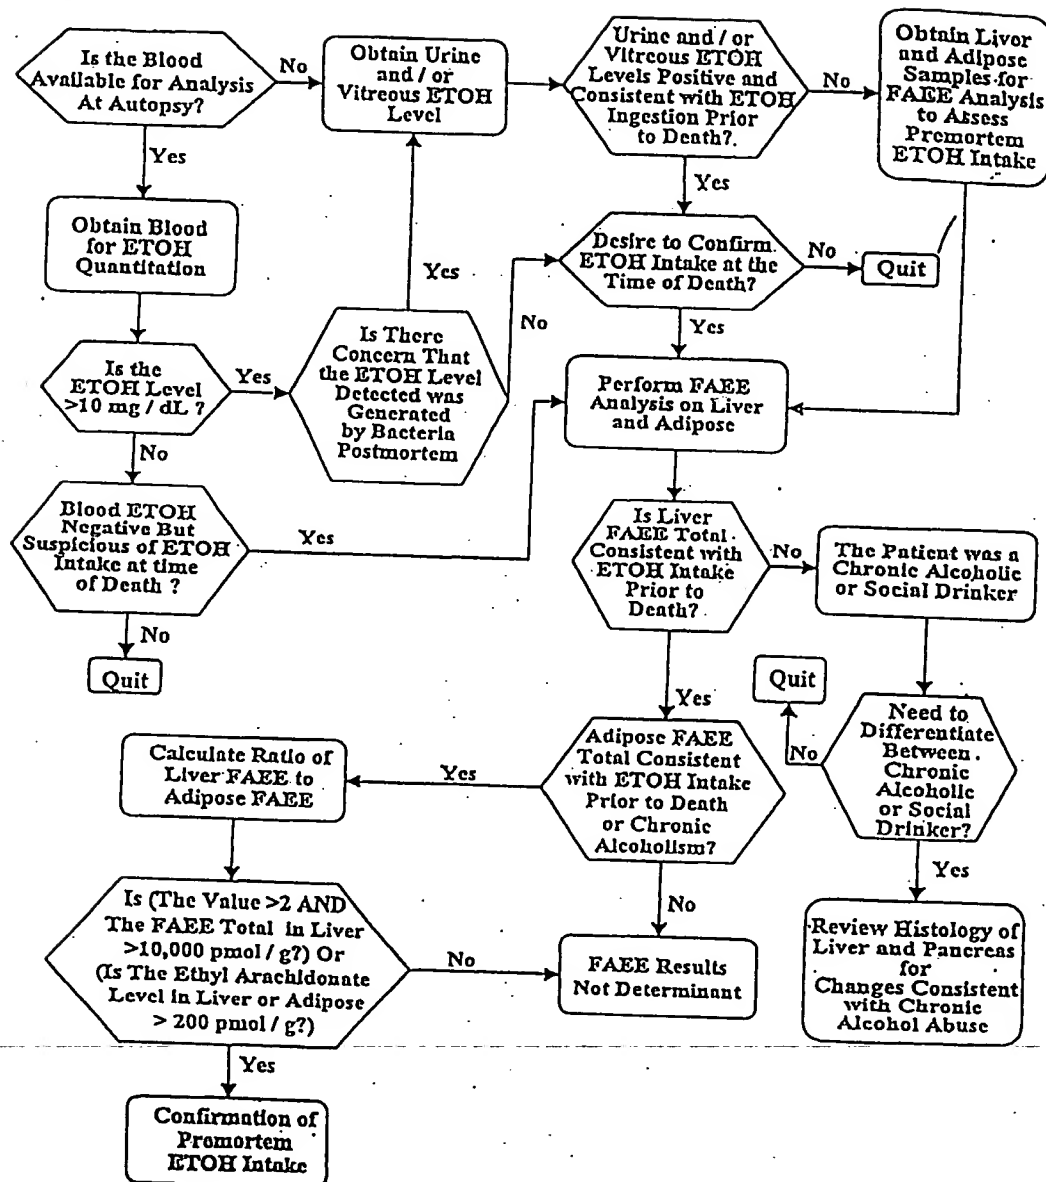 Is the Blood
Available for Analysis
At Autopsy?
No
Obtain Urine
and / or
Vitreous ETOH
Level
Urine and / or
Vitreous ETOH
Levels Positive and
Consistent with ETOH
Ingestion Prior
to Death?
No
Obtain Livor
and Adipose
Samples for
FAEE Analysis
to Assess
Premortem
ETOH Intake
Yes
Obtain Blood
for ETOH
Quantitation
Yes
Yes
Desire to Confirm
ETOH Intake at the
Time of Death?
No
Quit
Is the
ETOH Level
>10 mg / dL ?
Yes
Is There
Concern That
the ETOH Level
Detected was
Generated
by Bacteria
Postmortem
No
Yes
Perform FAEE
Analysis on Liver
and Adipose
No
Blood ETOH
Negative But
Suspicious of ETOH
Intake at time
of Death ?
Yes
Is Liver
FAEE Total
Consistent with
ETOH Intake
Prior to
Death?
No
The Patient was a
Chronic Alcoholic
or Social Drinker
No
Quit
Yes
Quit
No
Need to
Differentiate
Between
Chronic
Alcoholic
or Social
Drinker?
Calculate Ratio of
Liver FAEE to
Adipose FAEE
Yes
Adipose FAEE
Total Consistent
with ETOH Intake
Prior to Death
or Chronic
Alcoholism?
Yes
Is (The Value >2 AND
The FAEE Total in Liver
>10,000 pmol / g?) Or
(Is The Ethyl Arachidonate
Level in Liver or Adipose
> 200 pmol / g?)
No
No
FAEE Results
Not Determinant
Review Histology of
Liver and Pancreas
for
Changes Consistent
with Chronic
Alcohol Abuse
Yes
Confirmation of
Promortem
ETOH Intake